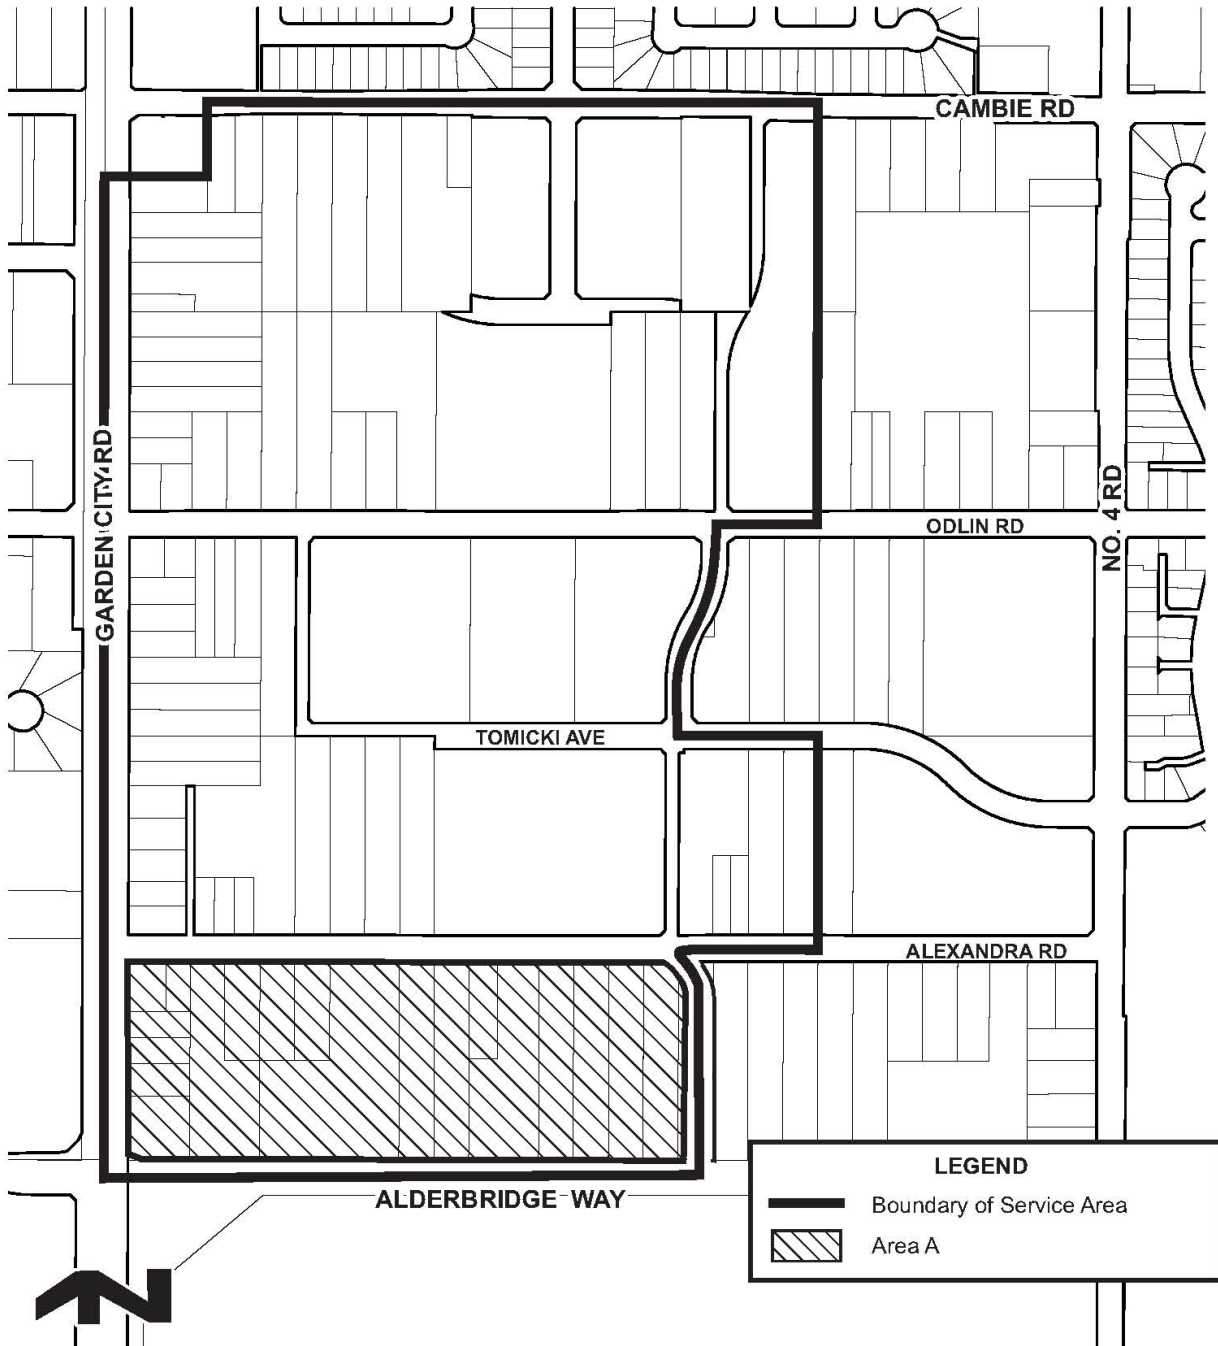 CAMBIE RD
GARDEN CITY RD
NO. 4 RD
ODLIN RD
TOMICKI AVE
ALEXANDRA RD
ALDERBRIDGE WAY
LEGEND
Boundary of Service Area
Area A
N